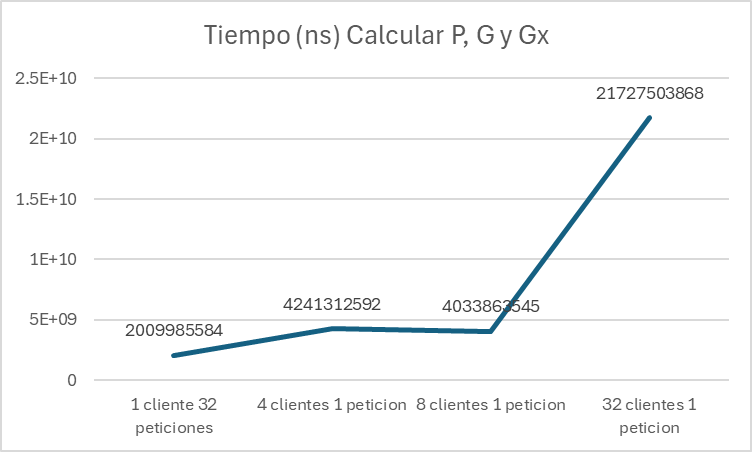 Tiempo (ns) Calcular P, G y Gx
2.5E+10
2E+10
1.5E+10
1E+10
5E+09
0
2009985584
4241312592
4033863545
21727503868
1 cliente 32
peticiones
4 clientes 1 peticion
8 clientes 1 peticion
32 clientes 1
peticion